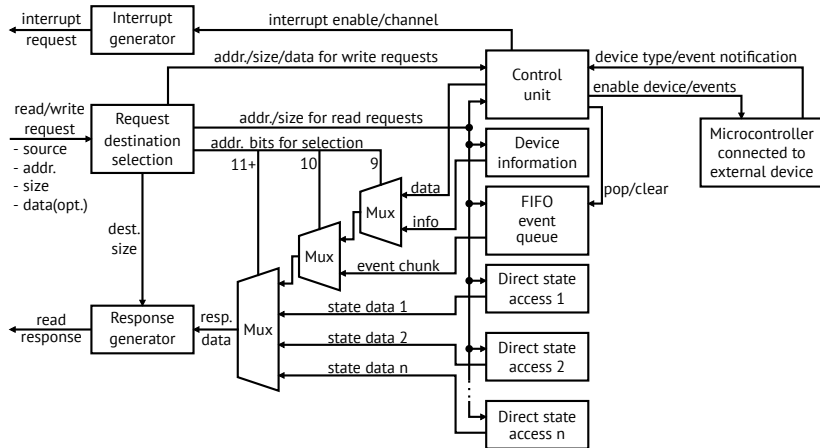 interrupt
request
Interrupt
generator
interrupt enable/channel
addr./size/data for write requests
Control
unit
device type/event notification
enable device/events
read/write
request
- source
- addr.
- size
- data(opt.)
Request
destination
selection
addr./size for read requests
addr. bits for selection
11+
10
9
Device
information
Microcontroller
connected to
external device
pop/clear
Mux
data
info
FIFO
event
queue
dest.
size
Mux
event chunk
Direct state
access 1
read
response
Response
generator
resp.
data
Mux
state data 1
state data 2
state data n
Direct state
access 2
Direct state
access n